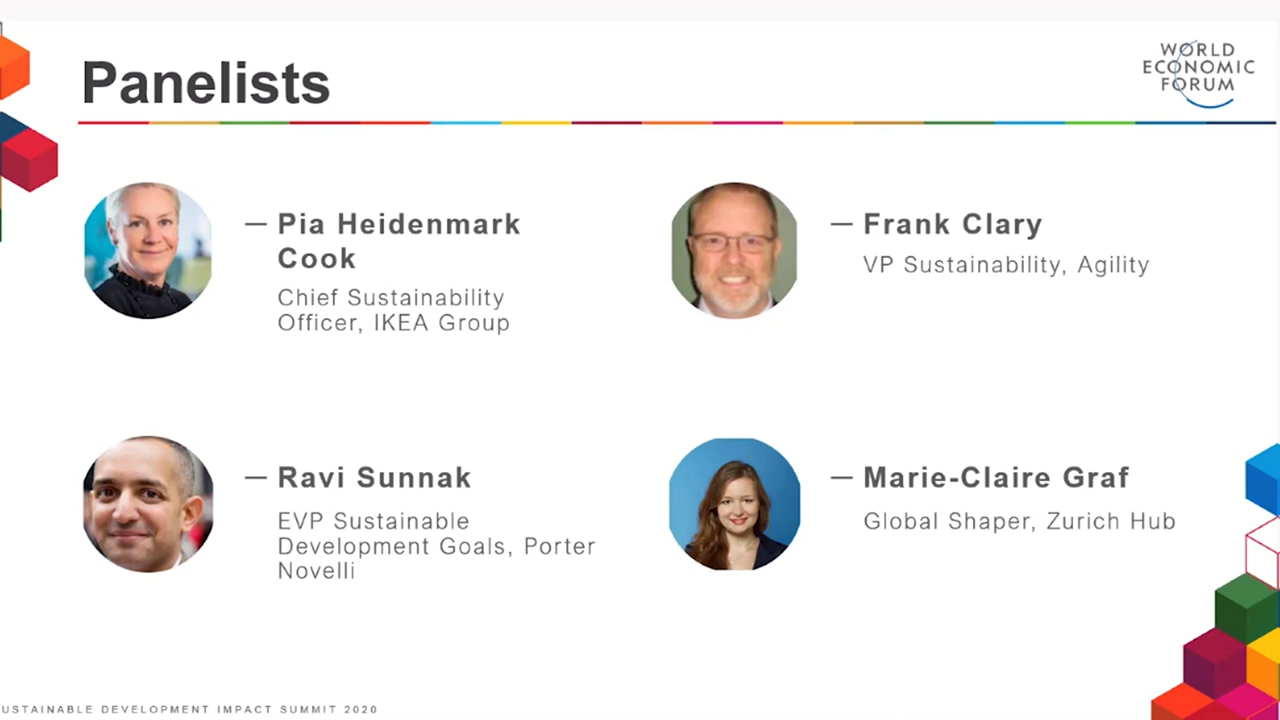 Panelists
WORLD
ECONOMIC
FORUM
— Pia Heidenmark
Cook
Chief Sustainability
Officer, IKEA Group
— Frank Clary
VP Sustainability, Agility
— Ravi Sunnak
EVP Sustainable
Development Goals, Porter
Novelli
— Marie-Claire Graf
Global Shaper, Zurich Hub
USTAINABLE DEVELOPMENT IMPACT SUMMIT 2020